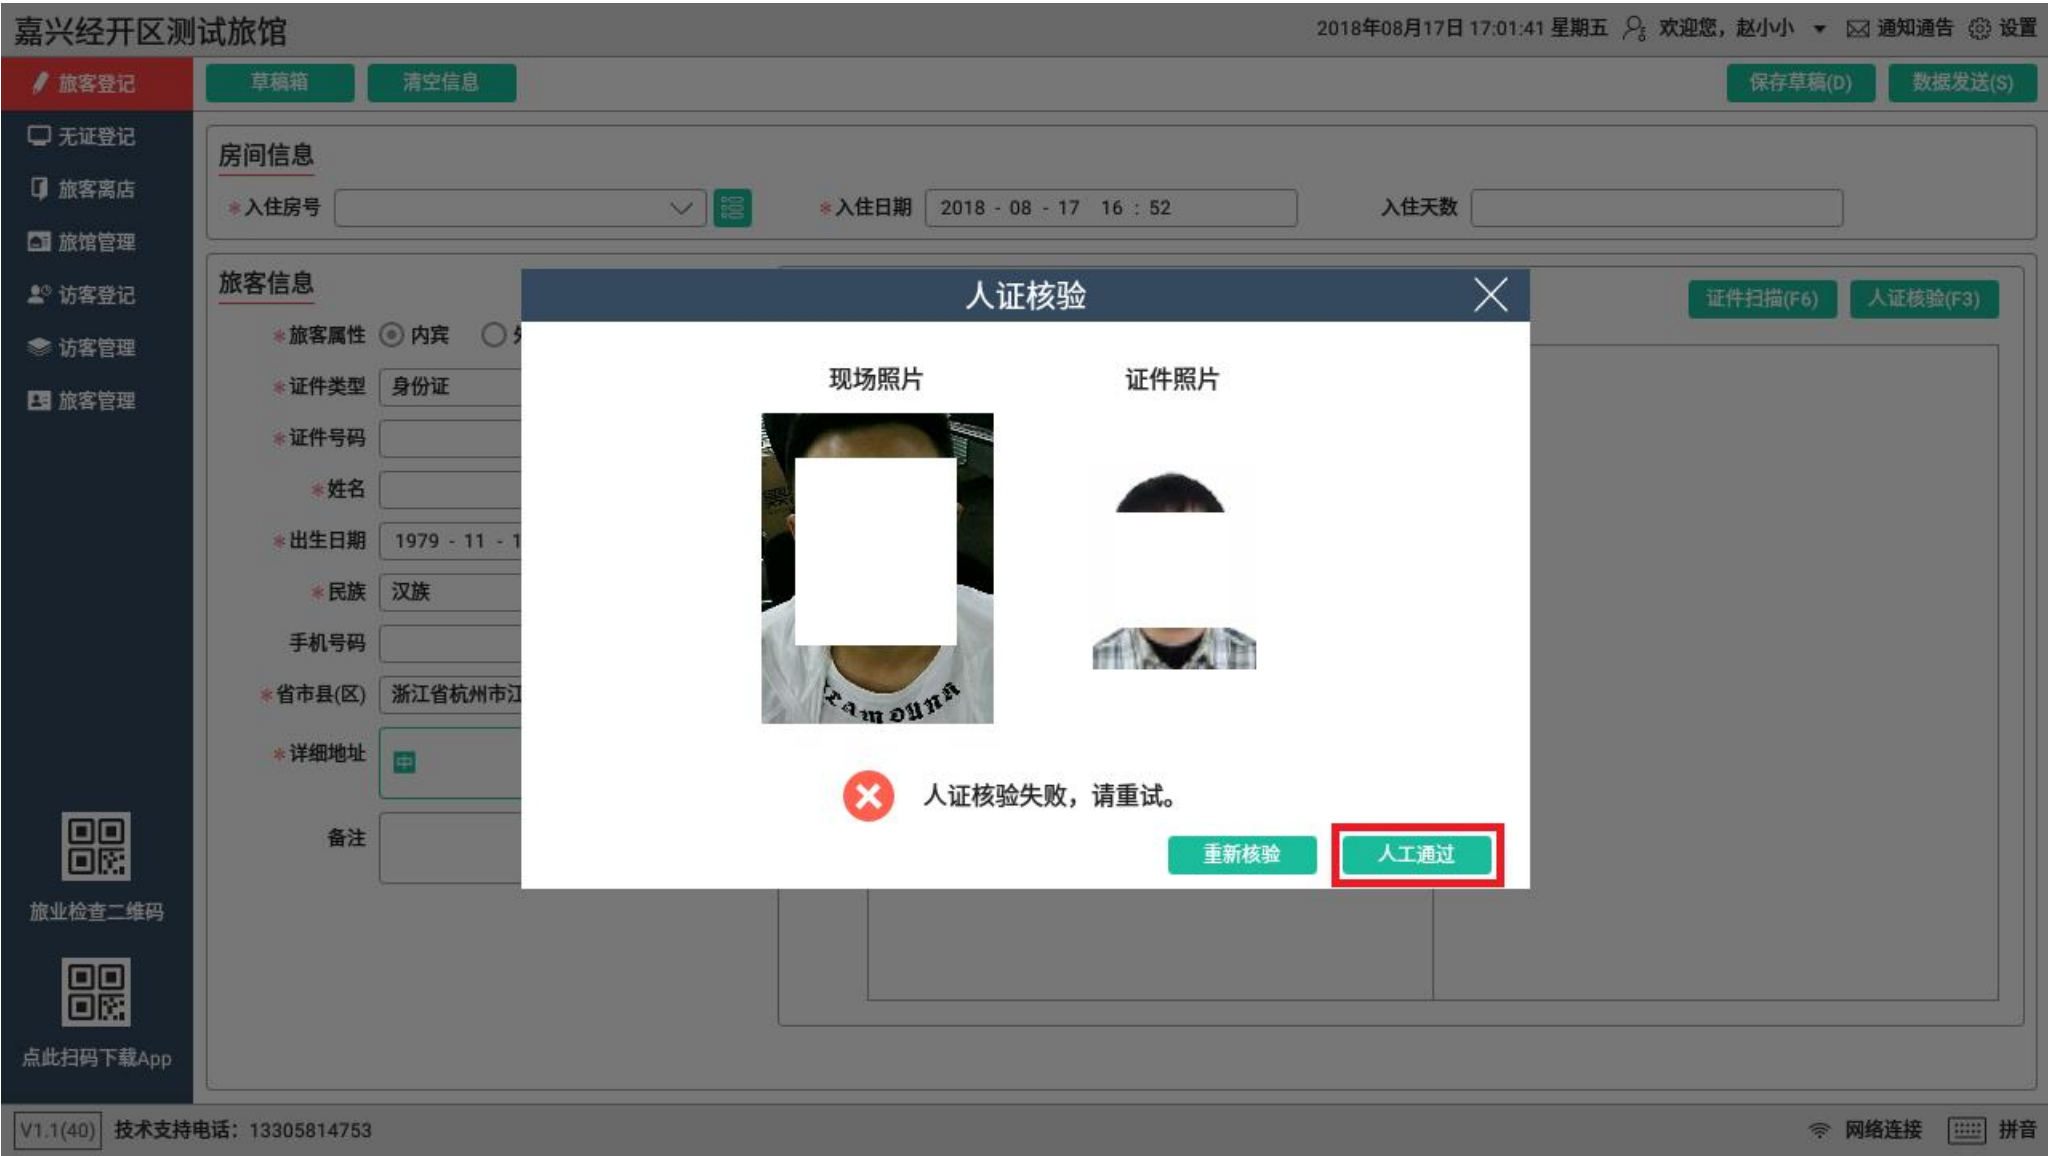 嘉兴经开区测试旅馆
2018年08月17日 17:01:41 星期五 欢迎您，赵小小 通知通告 设置
旅客登记
草稿箱 清空信息 保存草稿(D) 数据发送(S)
无证登记
旅客离店
旅馆管理
访客登记
访客管理
旅客管理
房间信息
*入住房号 *入住日期 2018 - 08 - 17 16 : 52 入住天数
旅客信息
证件扫描(F6) 人证核验(F3)
*旅客属性 内宾
*证件类型 身份证
*证件号码
*姓名
*出生日期 1979 - 11 - 1
*民族 汉族
手机号码
*省市县(区) 浙江省杭州市江
*详细地址 中
备注
人证核验
现场照片 证件照片
人证核验失败，请重试。
重新核验 人工通过
旅业检查二维码
点此扫码下载App
V1.1(40) 技术支持电话：13305814753
网络连接 拼音